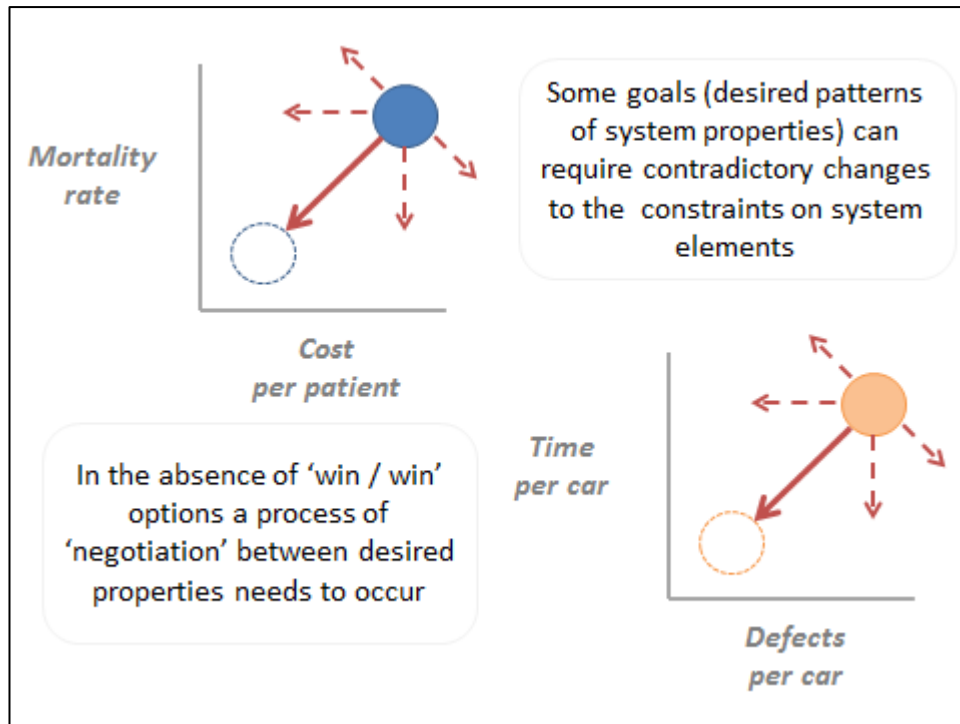 Mortality
rate
Cost
per patient
Some goals (desired patterns
of system properties) can
require contradictory changes
to the constraints on system
elements
In the absence of ‘win / win’
options a process of
‘negotiation’ between desired
properties needs to occur
Time
per car
Defects
per car